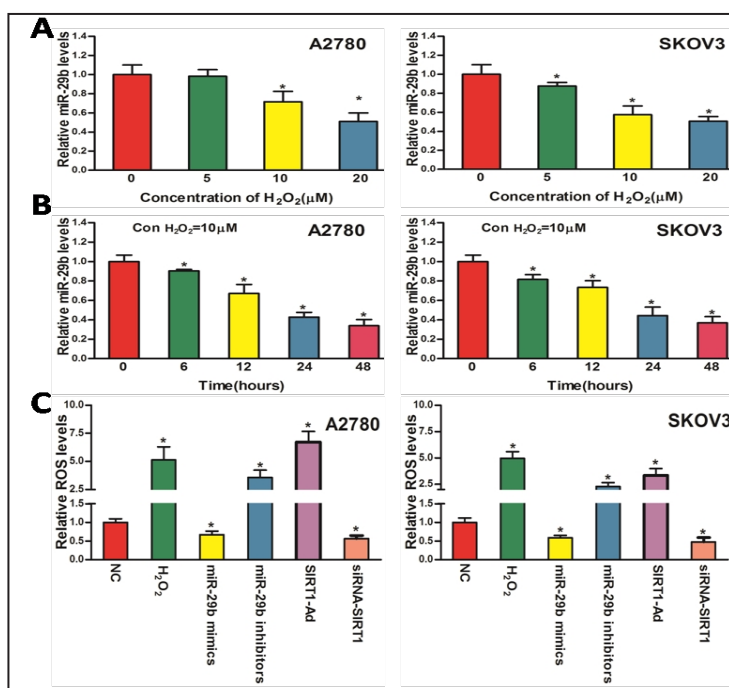 A
A2780
Relative miR-29b levels
1.4
1.2
1.0
0.8
0.6
0.4
0.2
0.0
*
*
0 5 10 20
Concentration of H₂O₂(μM)
SKOV3
Relative miR-29b levels
1.4
1.2
1.0
0.8
0.6
0.4
0.2
0.0
*
*
*
0 5 10 20
Concentration of H₂O₂(μM)
B
Con H₂O₂=10μM
A2780
Relative miR-29b levels
1.4
1.2
1.0
0.8
0.6
0.4
0.2
0.0
*
*
*
*
0 6 12 24 48
Time(hours)
Con H₂O₂=10μM
SKOV3
Relative miR-29b levels
1.4
1.2
1.0
0.8
0.6
0.4
0.2
0.0
*
*
*
*
0 6 12 24 48
Time(hours)
C
A2780
Relative ROS levels
10.0
7.5
5.0
2.5
1.5
1.0
0.5
0.0
*
*
*
*
*
NC
H₂O₂
miR-29b mimics
miR-29b inhibitors
SIRT1-Ad
siRNA-SIRT1
SKOV3
Relative ROS levels
10.0
7.5
5.0
2.5
1.5
1.0
0.5
0.0
*
*
*
*
*
NC
H₂O₂
miR-29b mimics
miR-29b inhibitors
SIRT1-Ad
siRNA-SIRT1